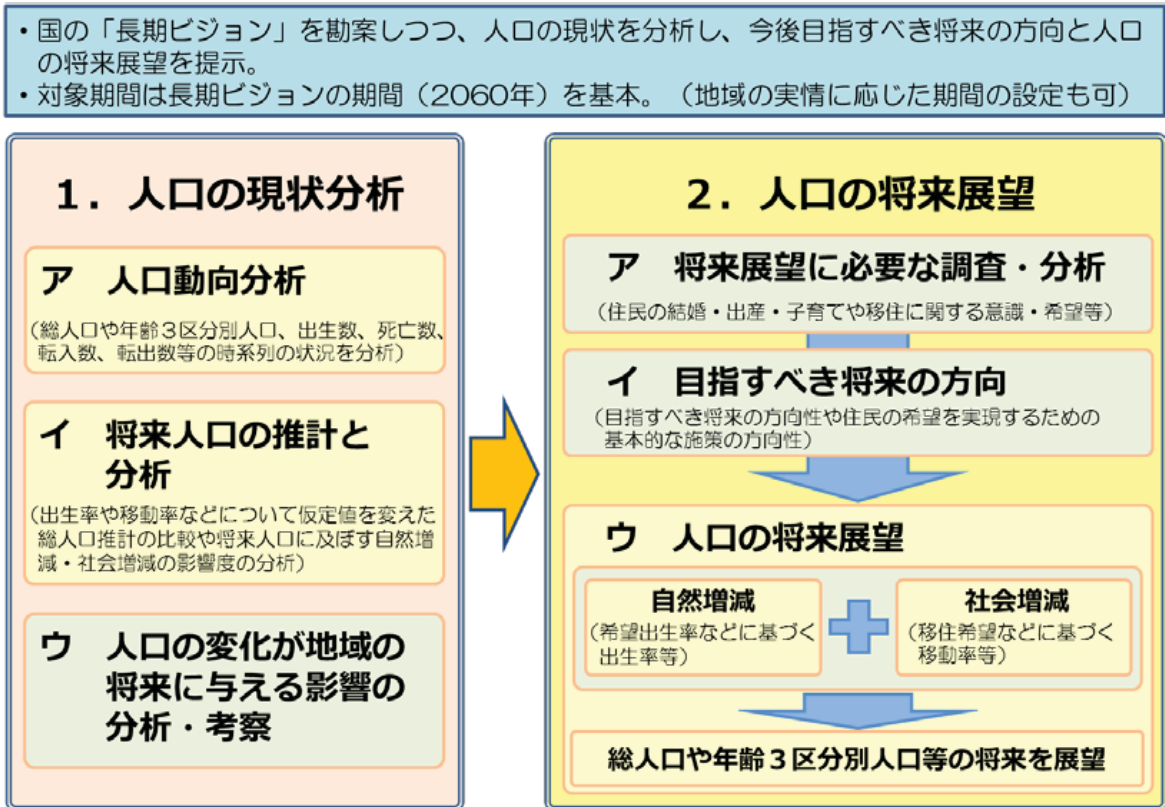 ・国の「長期ビジョン」を勘案しつつ、人口の現状を分析し、今後目指すべき将来の方向と人口
の将来展望を提示。
・対象期間は長期ビジョンの期間（2060年）を基本。（地域の実情に応じた期間の設定も可）
１．人口の現状分析
ア　人口動向分析
（総人口や年齢３区分別人口、出生数、死亡数、
転入数、転出数等の時系列の状況を分析）
イ　将来人口の推計と
分析
（出生率や移動率などについて仮定値を変えた
総人口推計の比較や将来人口に及ぼす自然増
減・社会増減の影響度の分析）
ウ　人口の変化が地域の
将来に与える影響の
分析・考察
２．人口の将来展望
ア　将来展望に必要な調査・分析
（住民の結婚・出産・子育てや移住に関する意識・希望等）
イ　目指すべき将来の方向
（目指すべき将来の方向性や住民の希望を実現するための
基本的な施策の方向性）
ウ　人口の将来展望
自然増減
（希望出生率などに基づく
出生率等）
社会増減
（移住希望などに基づく
移動率等）
総人口や年齢３区分別人口等の将来を展望